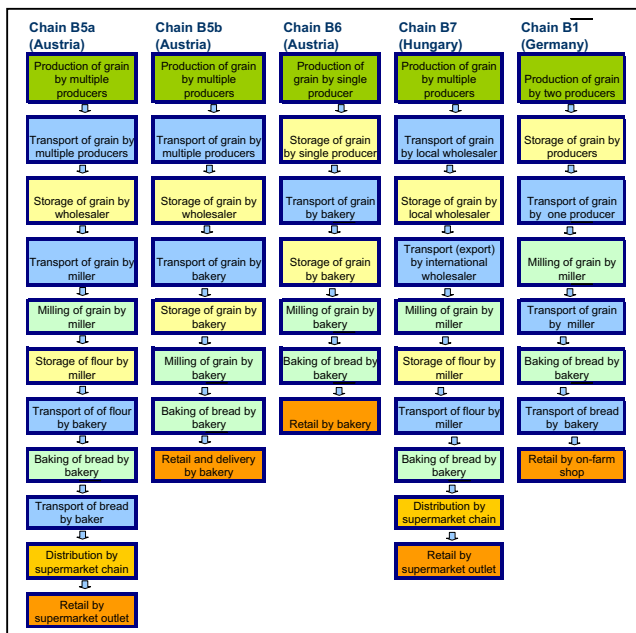 Chain B5a
(Austria)
Production of grain
by multiple
producers
Transport of grain by
multiple producers
Storage of grain by
wholesaler
Transport of grain by
miller
Milling of grain by
miller
Storage of flour by
miller
Transport of of flour
by bakery
Baking of bread by
bakery
Transport of bread
by baker
Distribution by
supermarket chain
Retail by
supermarket outlet
Chain B5b
(Austria)
Production of grain
by multiple
producers
Transport of grain by
multiple producers
Storage of grain by
wholesaler
Transport of grain by
bakery
Storage of grain by
bakery
Milling of grain by
bakery
Baking of bread by
bakery
Retail and delivery
by bakery
Chain B6
(Austria)
Production of
grain by single
producer
Storage of grain
by single producer
Transport of grain
by bakery
Storage of grain
by bakery
Milling of grain by
bakery
Baking of bread by
bakery
Retail by bakery
Chain B7
(Hungary)
Production of grain
by multiple
producers
Transport of grain
by local wholesaler
Storage of grain
by local wholesaler
Transport (export)
by international
wholesaler
Milling of grain by
miller
Storage of flour by
miller
Transport of flour by
miller
Baking of bread by
bakery
Distribution by
supermarket chain
Retail by
supermarket outlet
Chain B1
(Germany)
Production of grain
by two producers
Storage of grain by
producers
Transport of grain
by one producer
Milling of grain by
miller
Transport of grain
by miller
Baking of bread by
bakery
Transport of bread
by bakery
Retail by on-farm
shop